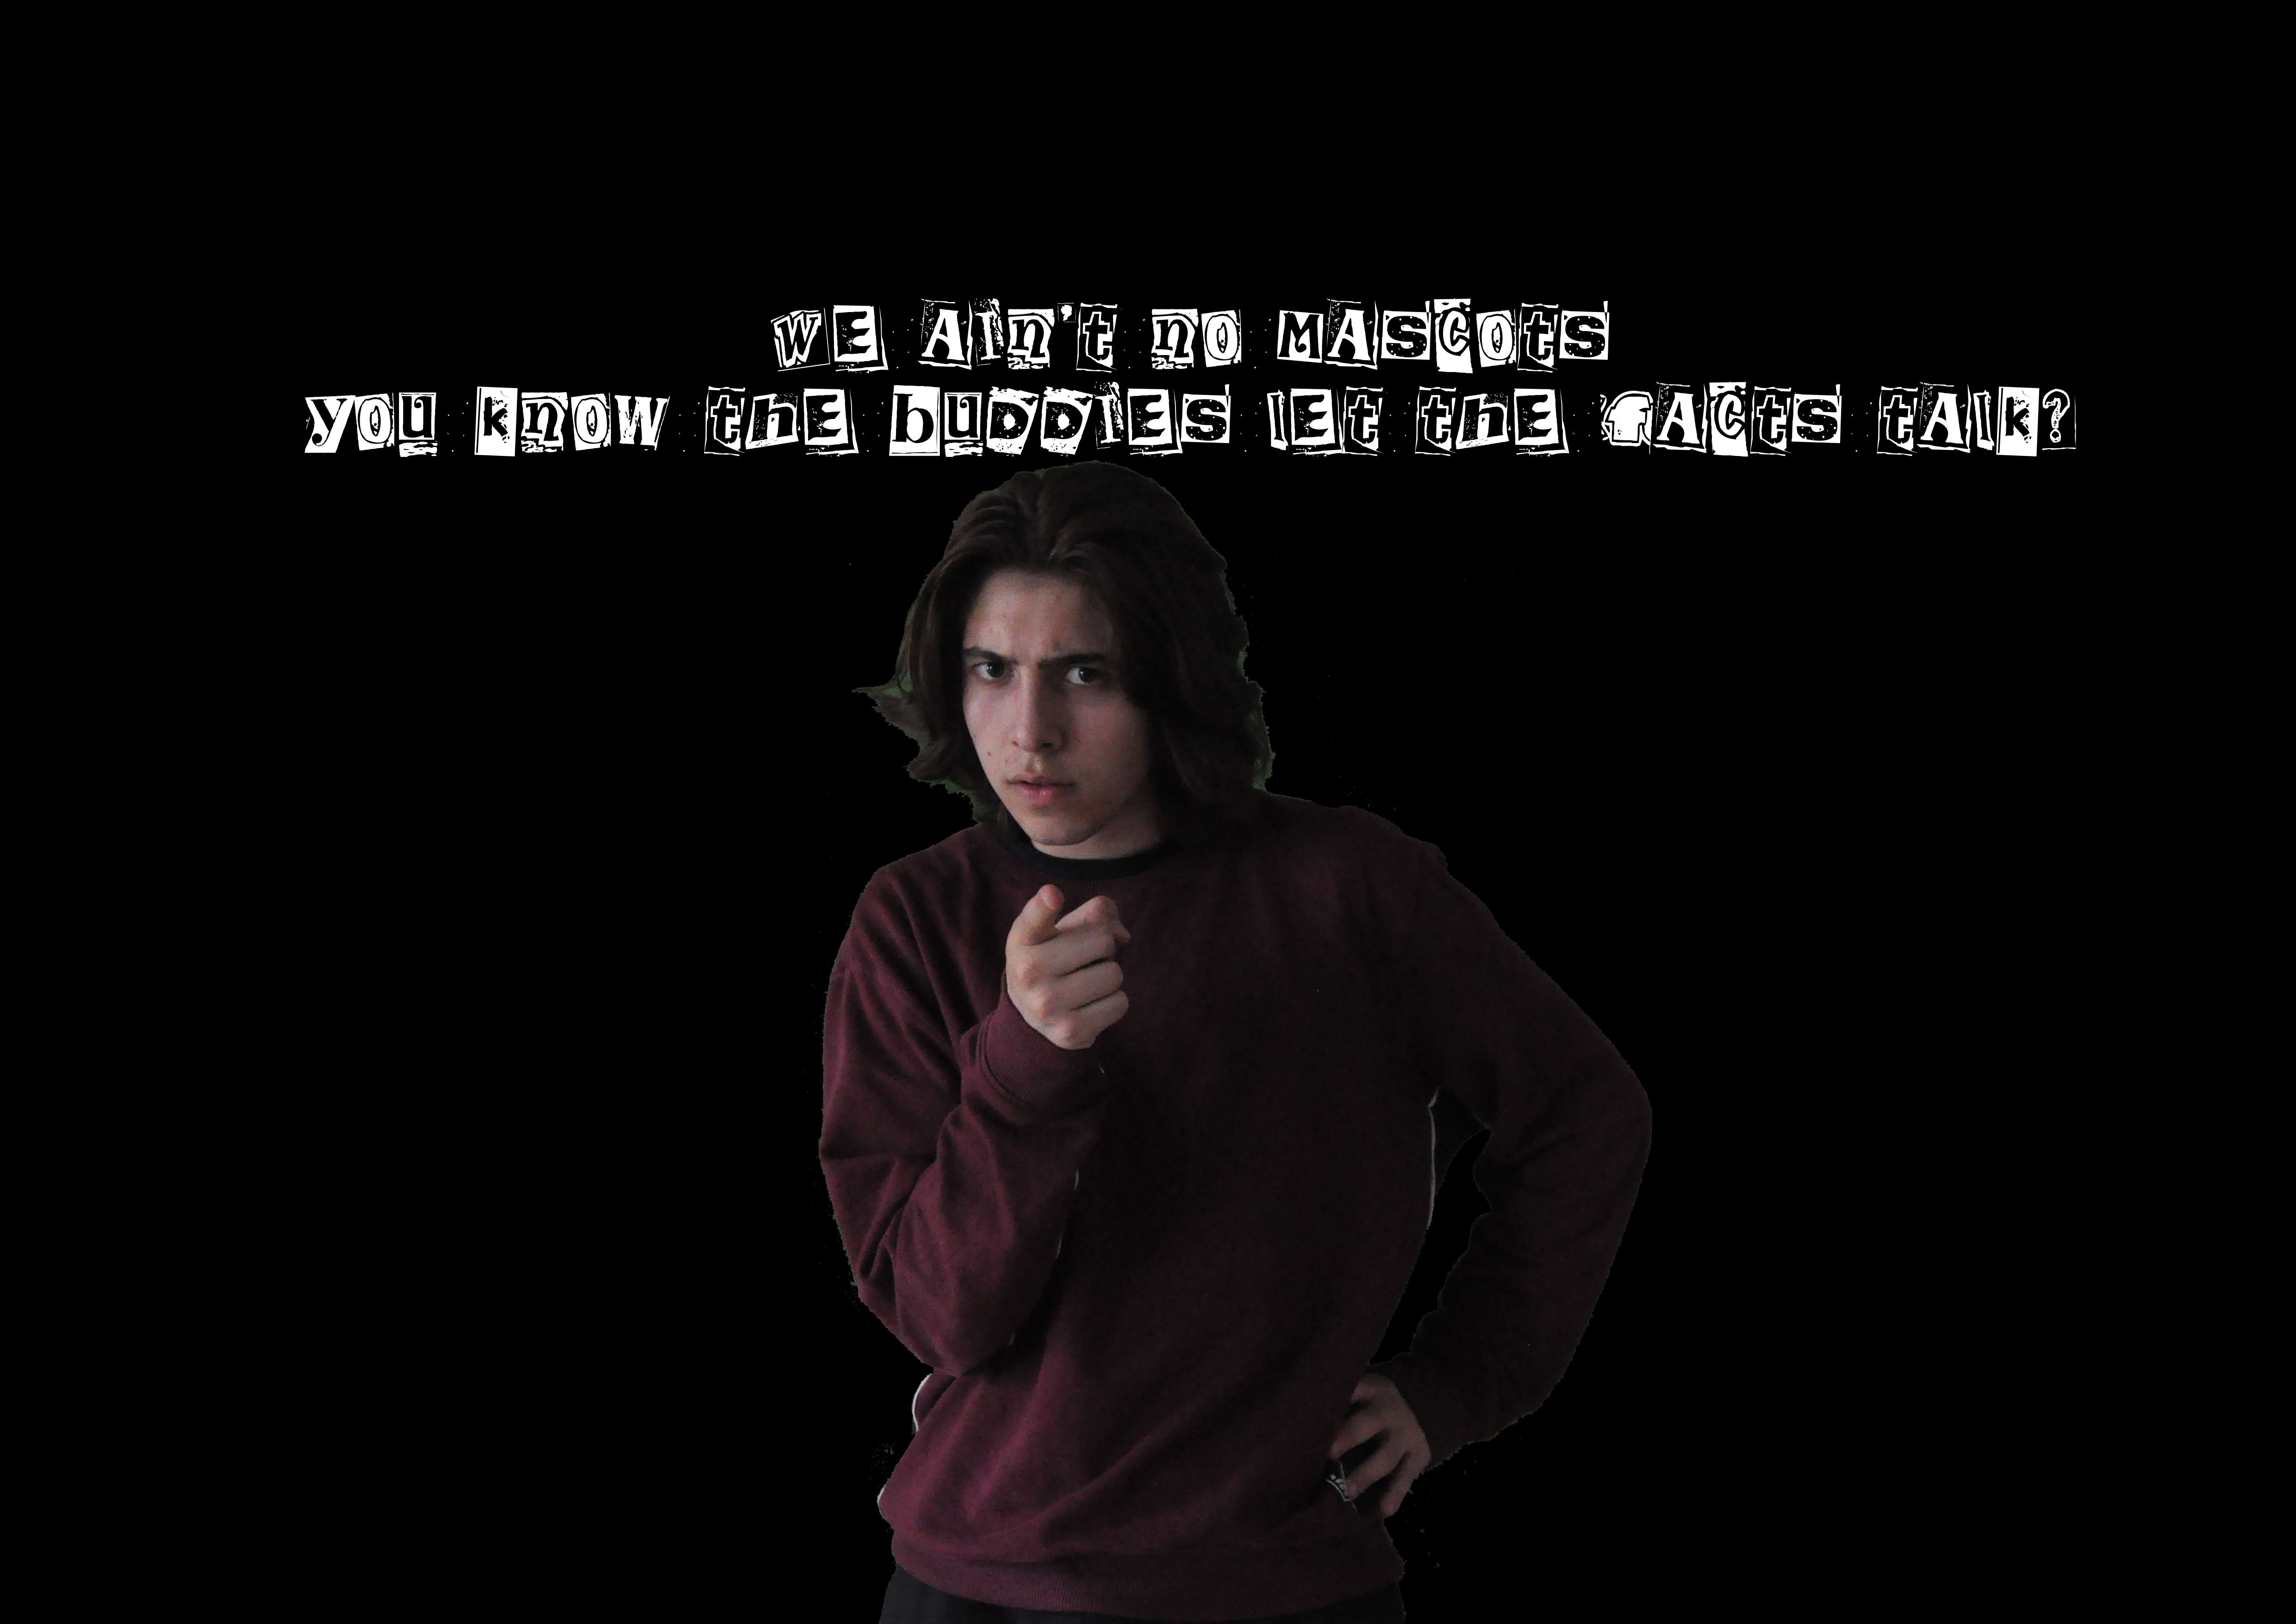 WE AIn't no MAsCots
you know thE buDDIEs lEt thE fACts tAlk?